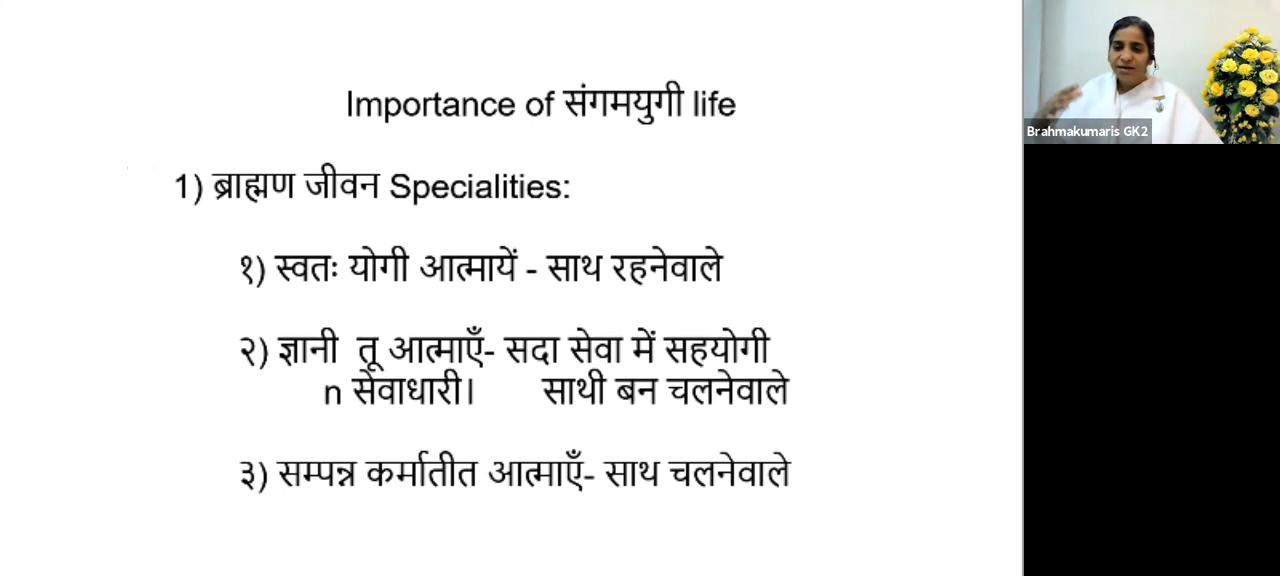 Importance of संगमयुगी life
1) ब्राह्मण जीवन Specialities:
१) स्वतः योगी आत्मायें - साथ रहनेवाले
२) ज्ञानी तू आत्माएँ- सदा सेवा में सहयोगी
n सेवाधारी। साथी बन चलनेवाले
३) सम्पन्न कर्मातीत आत्माएँ- साथ चलनेवाले
Brahmakumaris GK2